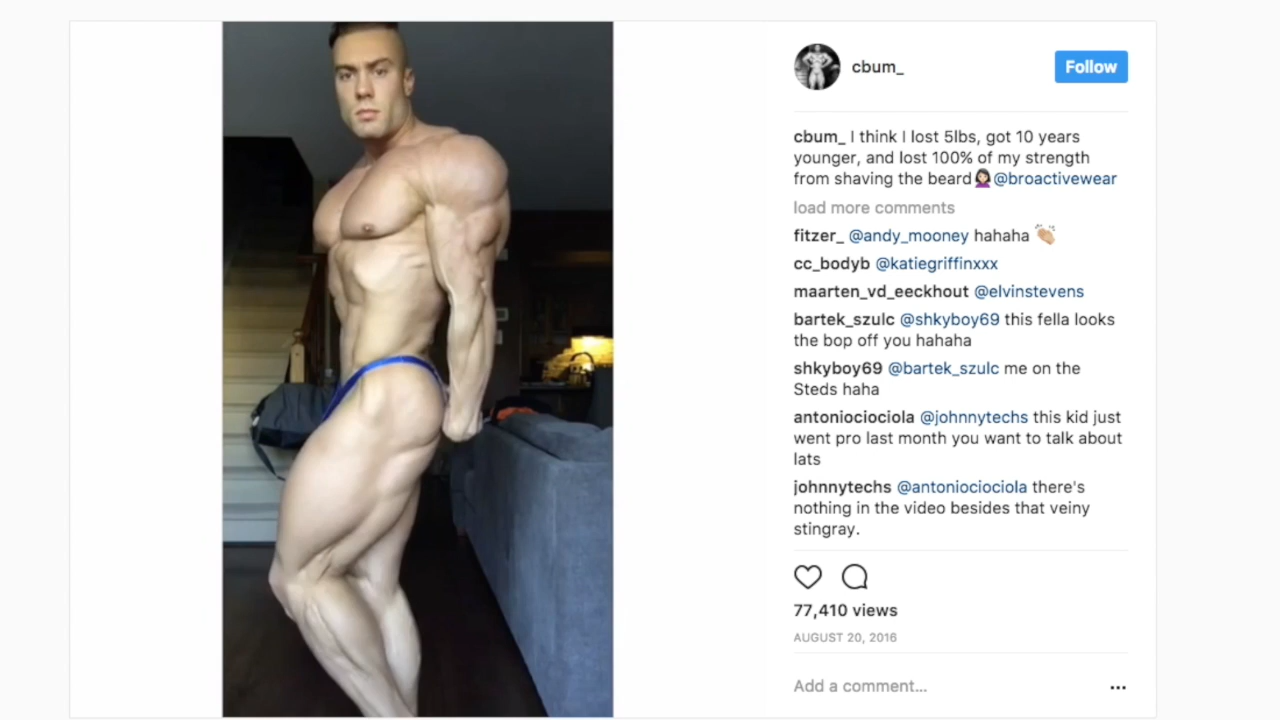 cbum_
Follow
cbum_ I think I lost 5lbs, got 10 years
younger, and lost 100% of my strength
from shaving the beard🤦🏻‍♀️@broactivewear
load more comments
fitzer_ @andy_mooney hahaha 👏🏼
cc_bodyb @katiegriffinxxx
maarten_vd_eeckhout @elvinstevens
bartek_szulc @shkyboy69 this fella looks
the bop off you hahaha
shkyboy69 @bartek_szulc me on the
Steds haha
antoniociociola @johnnytechs this kid just
went pro last month you want to talk about
lats
johnnytechs @antoniociociola there's
nothing in the video besides that veiny
stingray.
77,410 views
AUGUST 20, 2016
Add a comment...